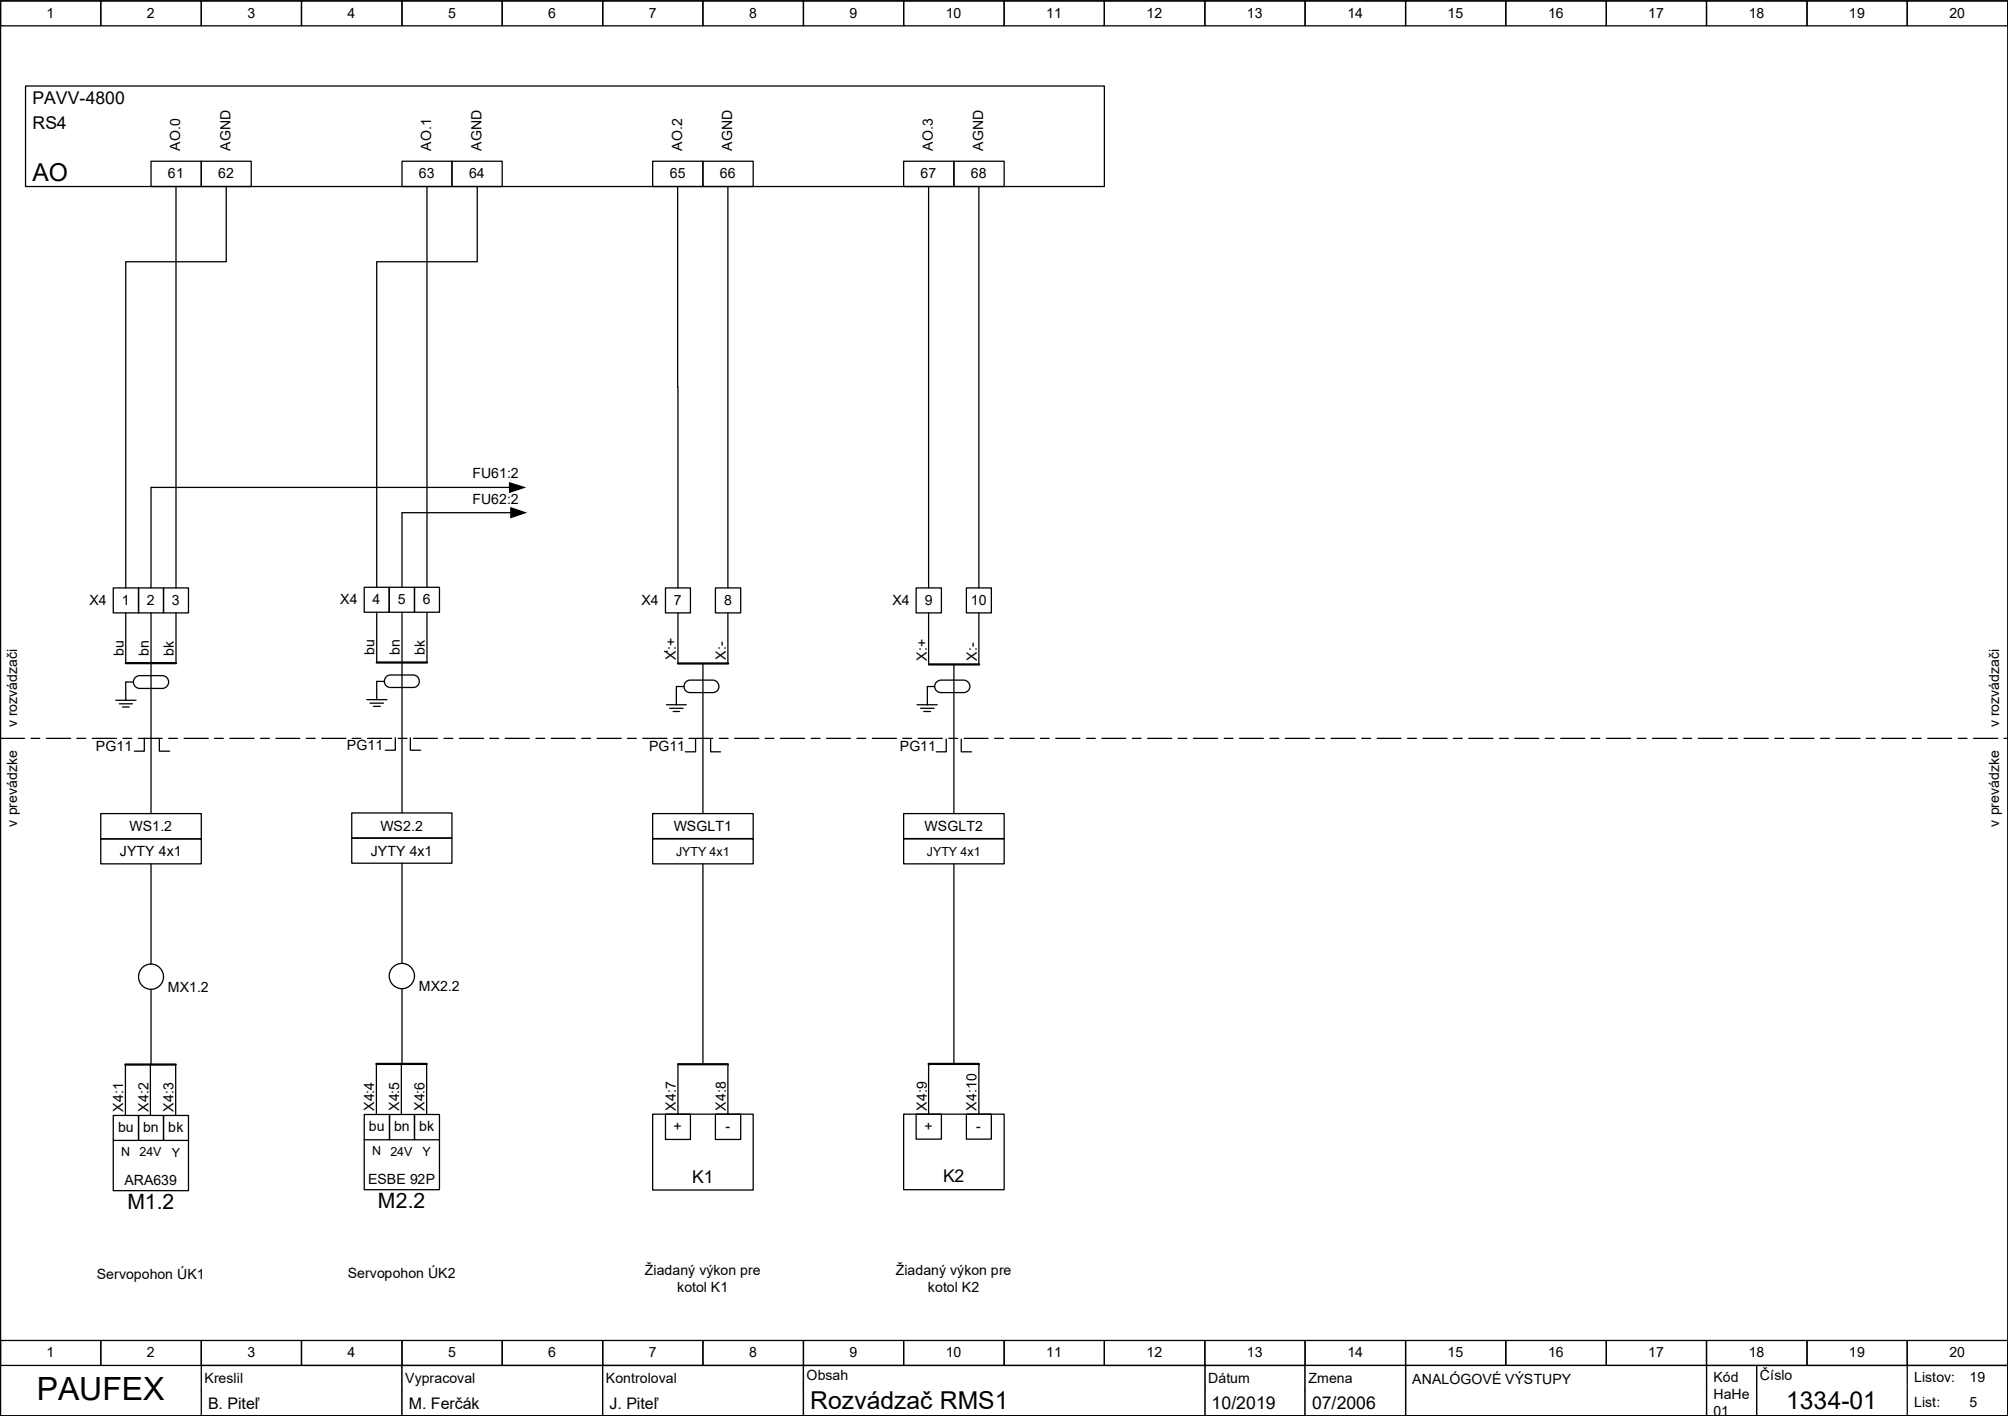 1 2 3 4 5 6 7 8 9 10 11 12 13 14 15 16 17 18 19 20
PAVV-4800
RS4
AO
AO.0 AGND AO.1 AGND AO.2 AGND AO.3 AGND
61 62 63 64 65 66 67 68
FU61:2
FU62:2
X4 1 2 3 X4 4 5 6 X4 7 8 X4 9 10
bu bn bk bu bn bk X:+ X:- X:+ X:-
v rozvádzači v rozvádzači
PG11 PG11 PG11 PG11
v prevádzke v prevádzke
WS1.2 WS2.2 WSGLT1 WSGLT2
JYTY 4x1 JYTY 4x1 JYTY 4x1 JYTY 4x1
MX1.2 MX2.2
X4:1 X4:2 X4:3 X4:4 X4:5 X4:6 X4:7 X4:8 X4:9 X4:10
bu bn bk bu bn bk + - + -
N 24V Y N 24V Y
ARA639 ESBE 92P K1 K2
M1.2 M2.2
Servopohon ÚK1 Servopohon ÚK2
Žiadaný výkon pre
kotol K1
Žiadaný výkon pre
kotol K2
1 2 3 4 5 6 7 8 9 10 11 12 13 14 15 16 17 18 19 20
PAUFEX
Kreslil
B. Piteľ
Vypracoval
M. Ferčák
Kontroloval
J. Piteľ
Obsah
Rozvádzač RMS1
Dátum
10/2019
Zmena
07/2006
ANALÓGOVÉ VÝSTUPY
Kód
HaHe
01
Číslo
1334-01
Listov: 19
List: 5